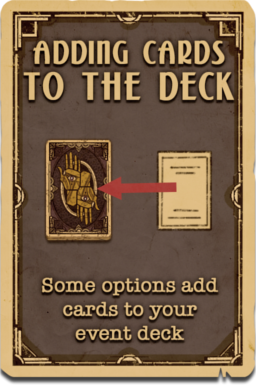 ADDING CARDS
TO THE DECK
Some options add
cards to your
event deck